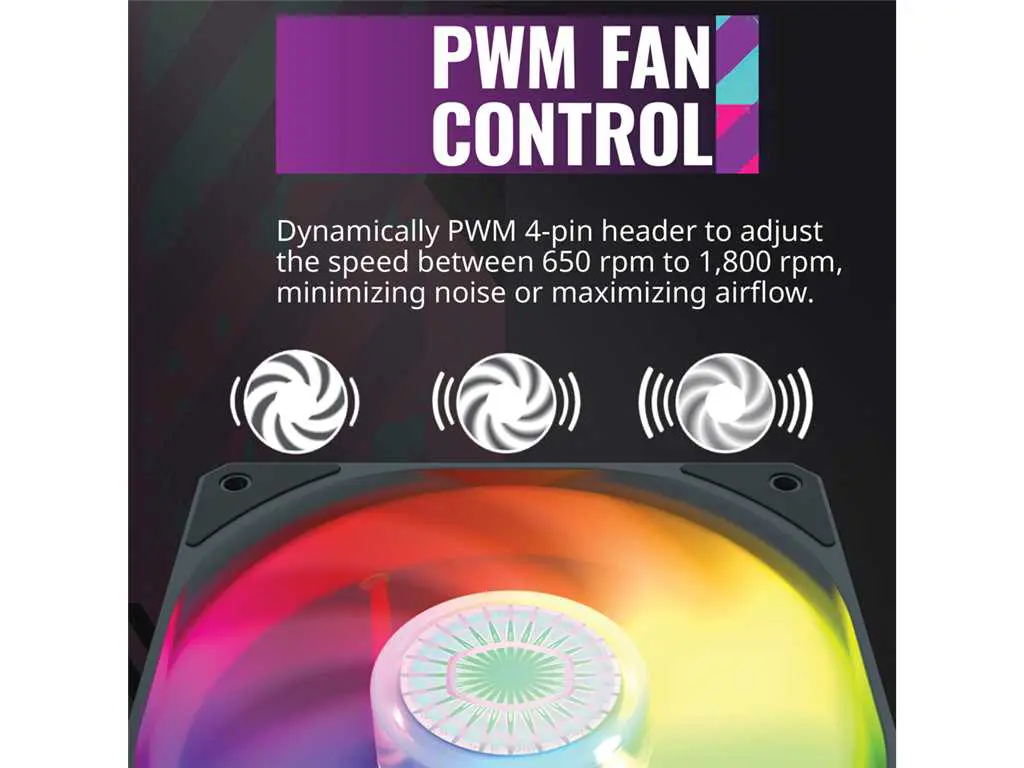 PWM FAN
CONTROL
Dynamically PWM 4-pin header to adjust
the speed between 650 rpm to 1,800 rpm,
minimizing noise or maximizing airflow.